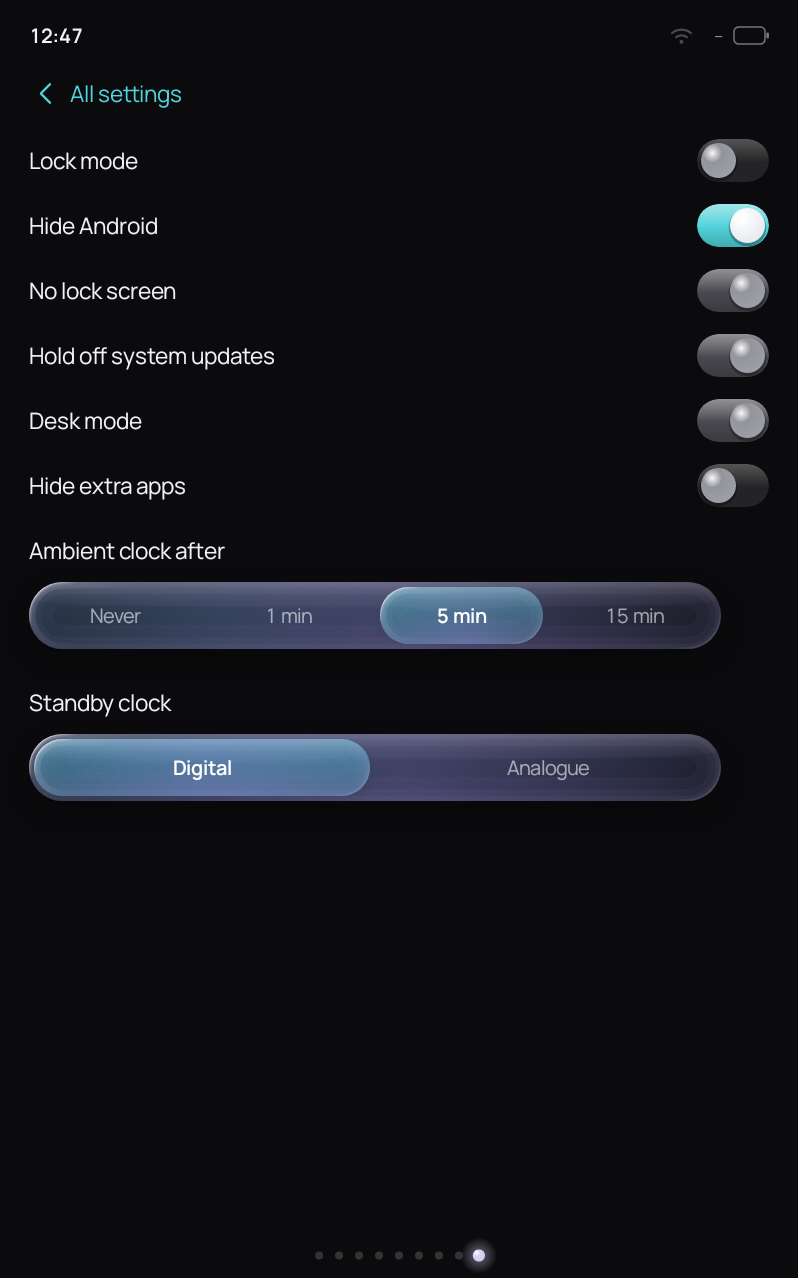 12:47
–
All settings
Lock mode
Hide Android
No lock screen
Hold off system updates
Desk mode
Hide extra apps
Ambient clock after
Never 1 min 5 min 15 min
Standby clock
Digital Analogue